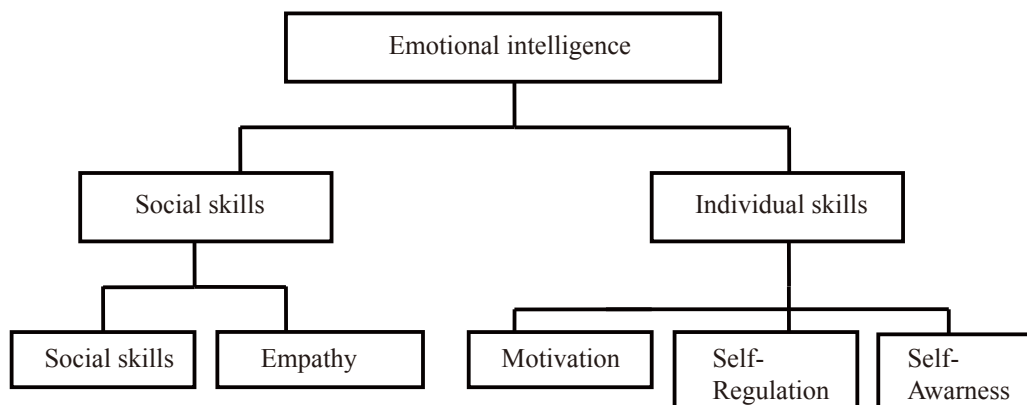 Emotional intelligence
Social skills
Individual skills
Social skills
Empathy
Motivation
Self-
Regulation
Self-
Awarness